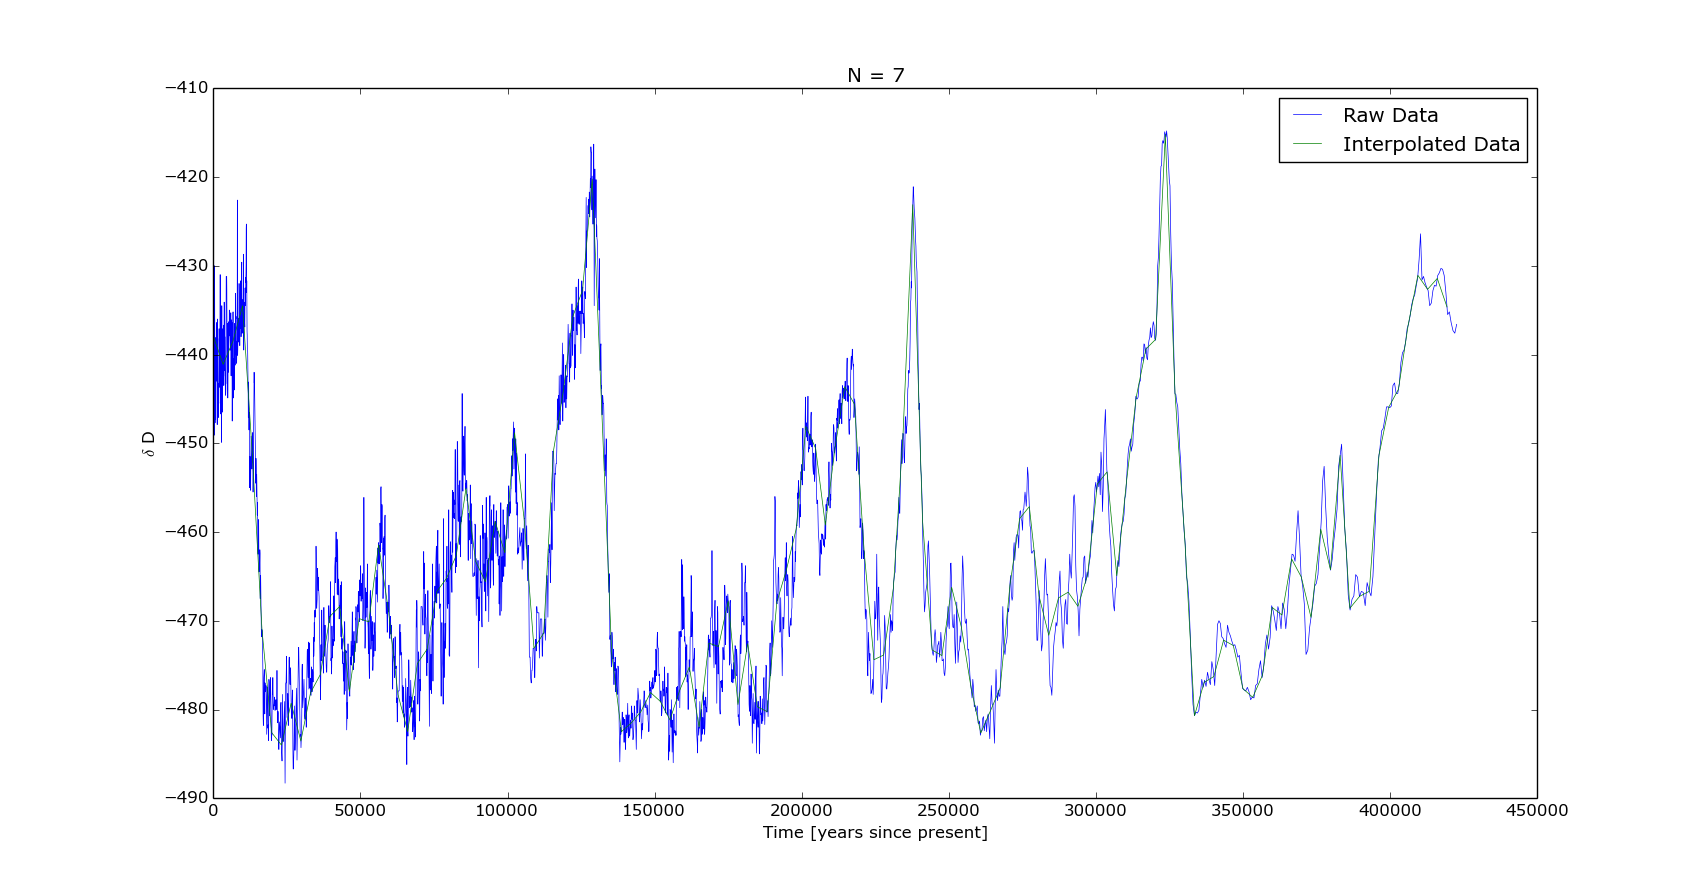 N = 7
−410
−420
−430
−440
−450
−460
−470
−480
−490
δ D
Raw Data
Interpolated Data
0 50000 100000 150000 200000 250000 300000 350000 400000 450000
Time [years since present]